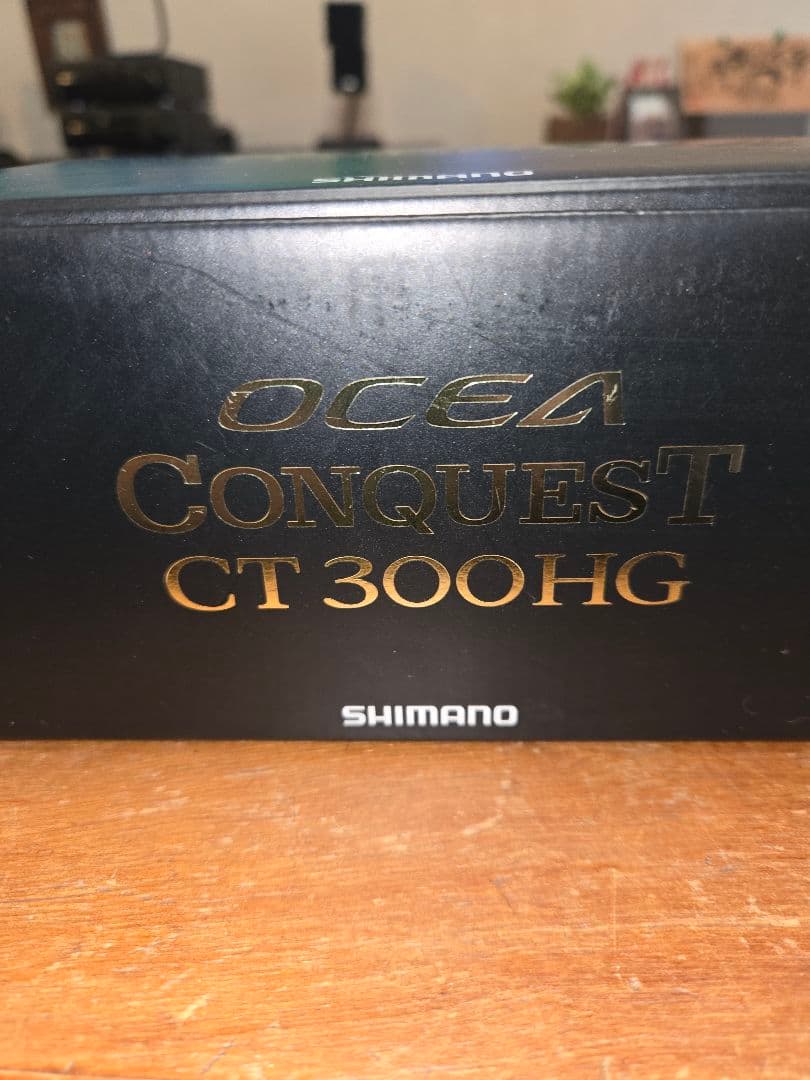 SHIMANO
OCEA
CONQUEST
CT 300HG
SHIMANO